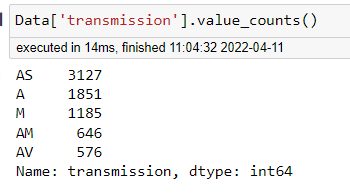 Data['transmission'].value_counts()
executed in 14ms, finished 11:04:32 2022-04-11
AS    3127
A     1851
M     1185
AM     646
AV     576
Name: transmission, dtype: int64